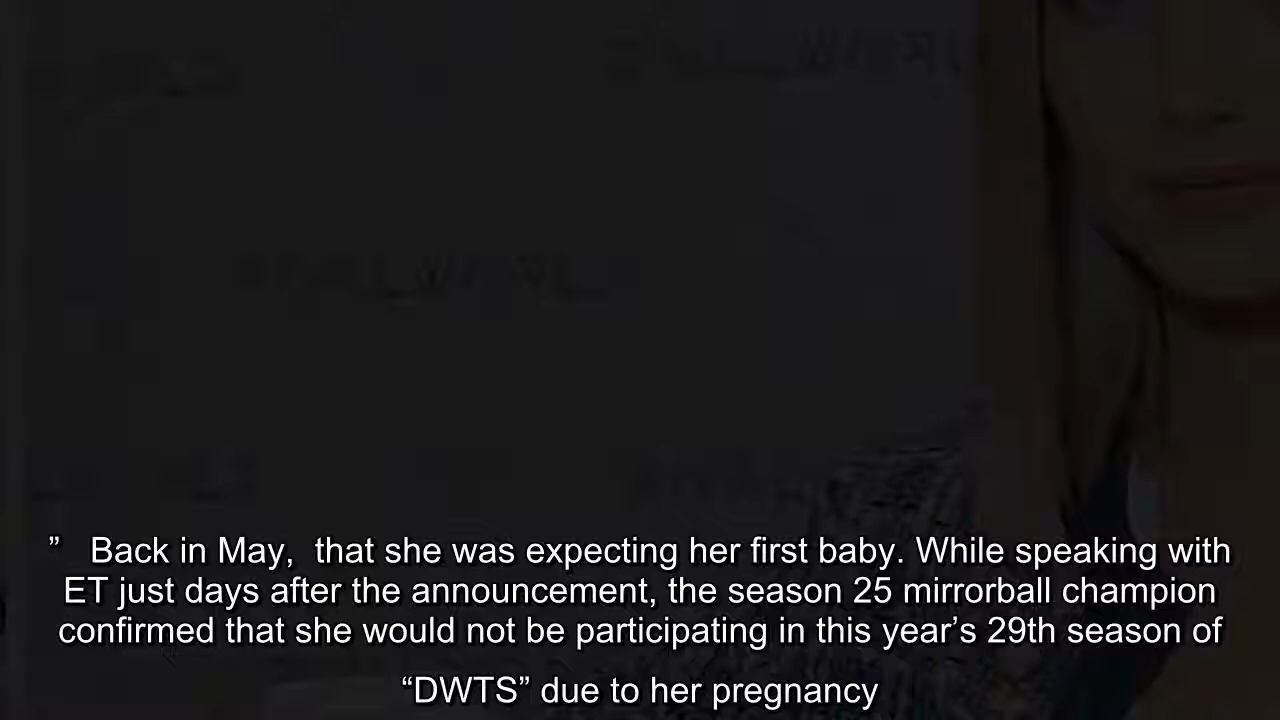 ” Back in May, that she was expecting her first baby. While speaking with
ET just days after the announcement, the season 25 mirrorball champion
confirmed that she would not be participating in this year’s 29th season of
“DWTS” due to her pregnancy